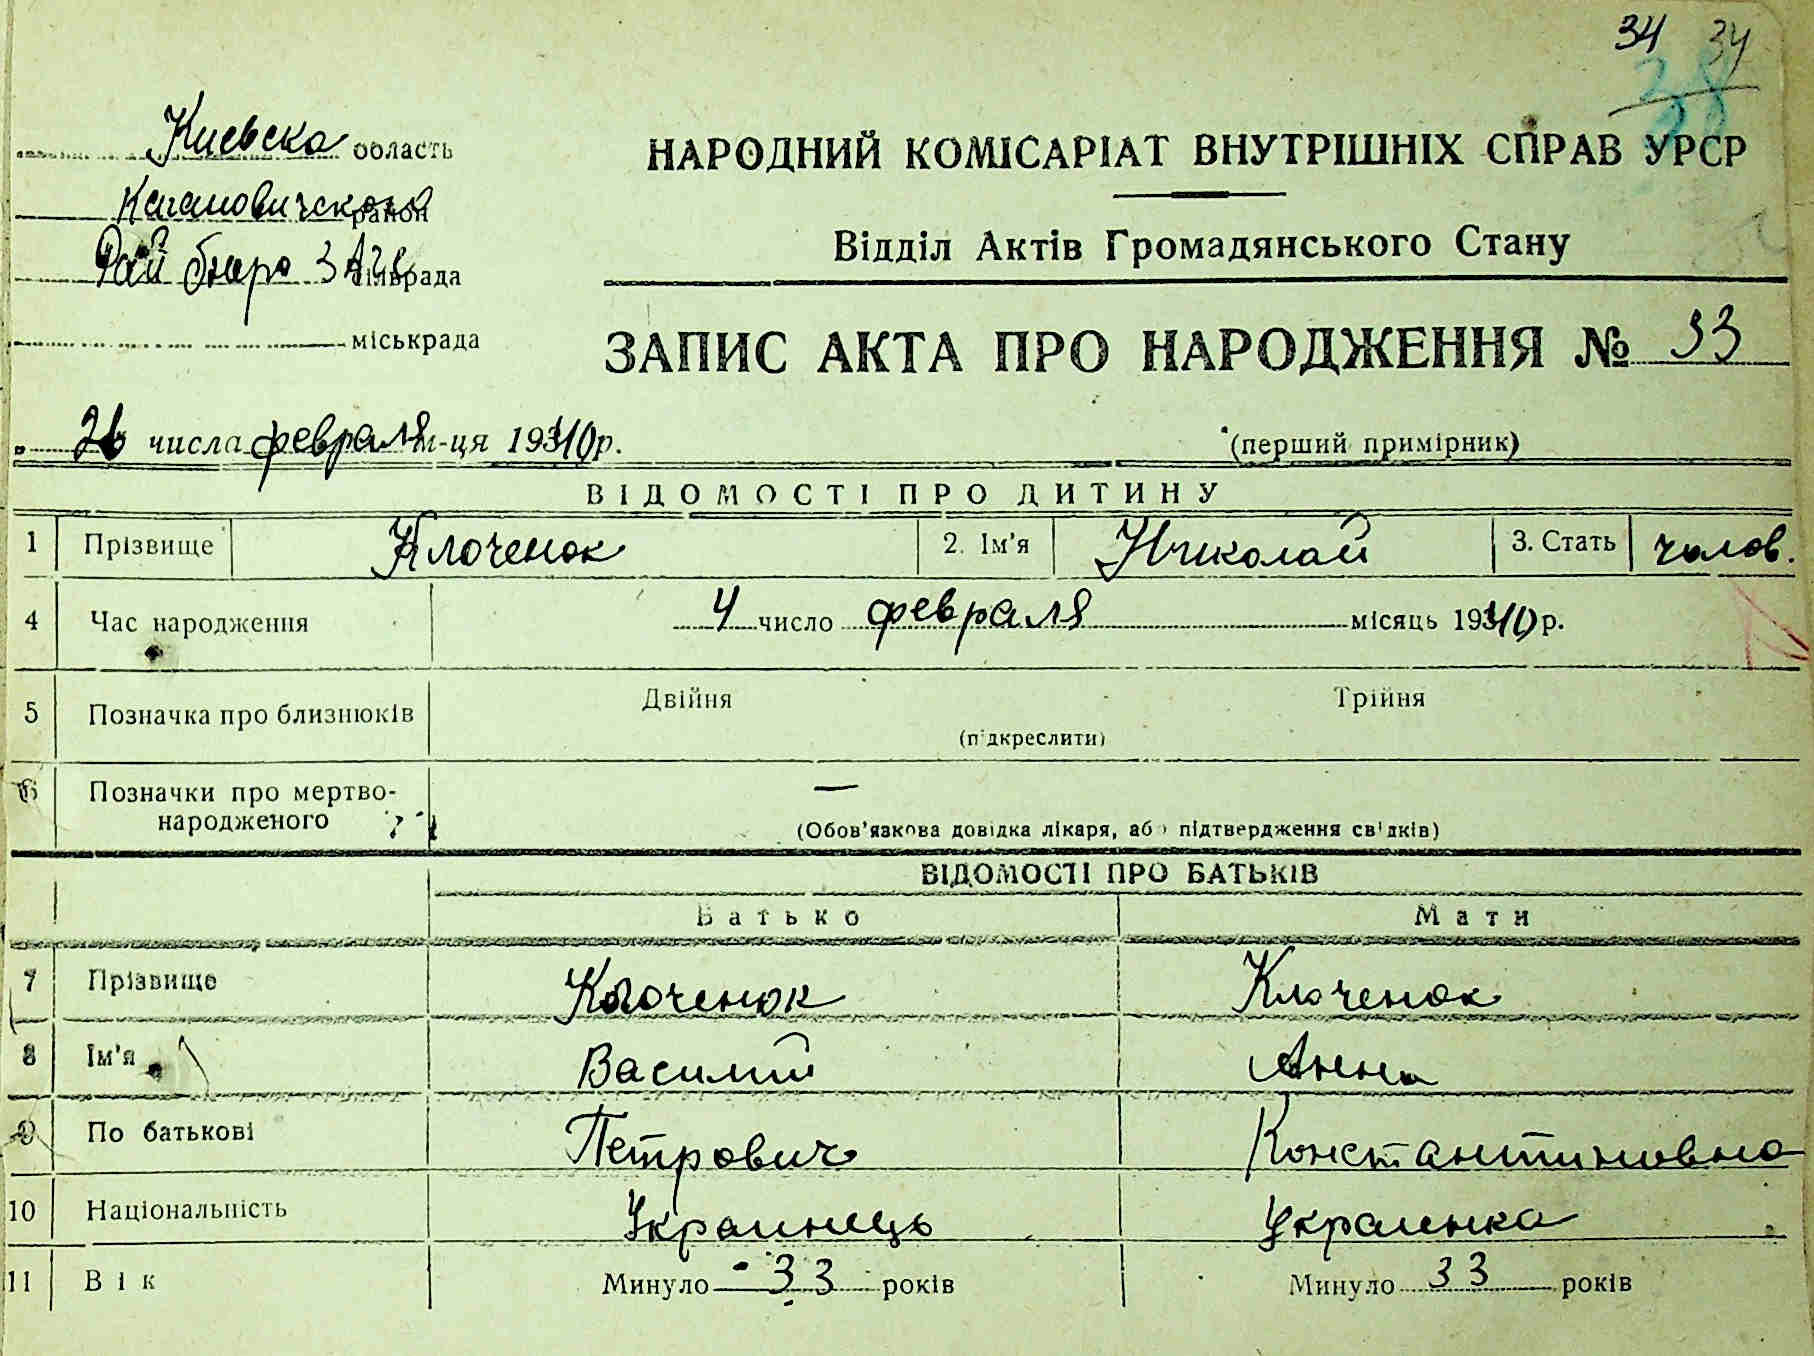 34 34
38
Киевска область
Кагановичского район
Рай бюро ЗАГС сільрада
міськрада
НАРОДНИЙ КОМІСАРІАТ ВНУТРІШНІХ СПРАВ УРСР
Відділ Актів Громадянського Стану
ЗАПИС АКТА ПРО НАРОДЖЕННЯ № 33
26 числа февраля м-ця 1940 р.
(перший примірник)
ВІДОМОСТІ ПРО ДИТИНУ
1 Прізвище Клоченок 2. Ім'я Николай 3. Стать чолов.
4 Час народження 4 число февраля місяць 1940 р.
5 Позначка про близнюків Двійня Трійня
(підкреслити)
6 Позначки про мертво-
народженого —
(Обов'язкова довідка лікаря, або підтвердження свідків)
ВІДОМОСТІ ПРО БАТЬКІВ
Батько Мати
7 Прізвище Клоченок Клоченок
8 Ім'я Василий Анна
9 По батькові Петрович Константиновна
10 Національність Украинець Украинка
11 Вік Минуло 33 років Минуло 33 років